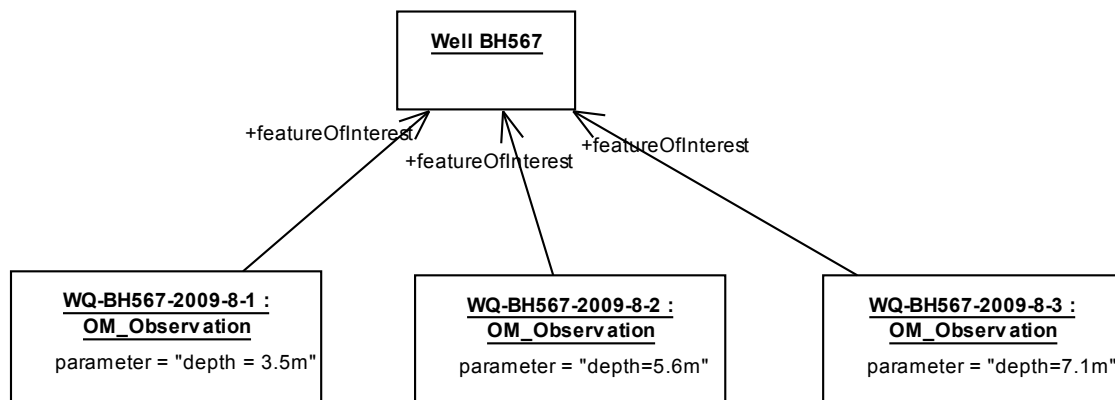 Well BH567
+featureOfInterest
+featureOfInterest
+featureOfInterest
WQ-BH567-2009-8-1 :
OM_Observation
parameter = "depth = 3.5m"
WQ-BH567-2009-8-2 :
OM_Observation
parameter = "depth=5.6m"
WQ-BH567-2009-8-3 :
OM_Observation
parameter = "depth=7.1m"